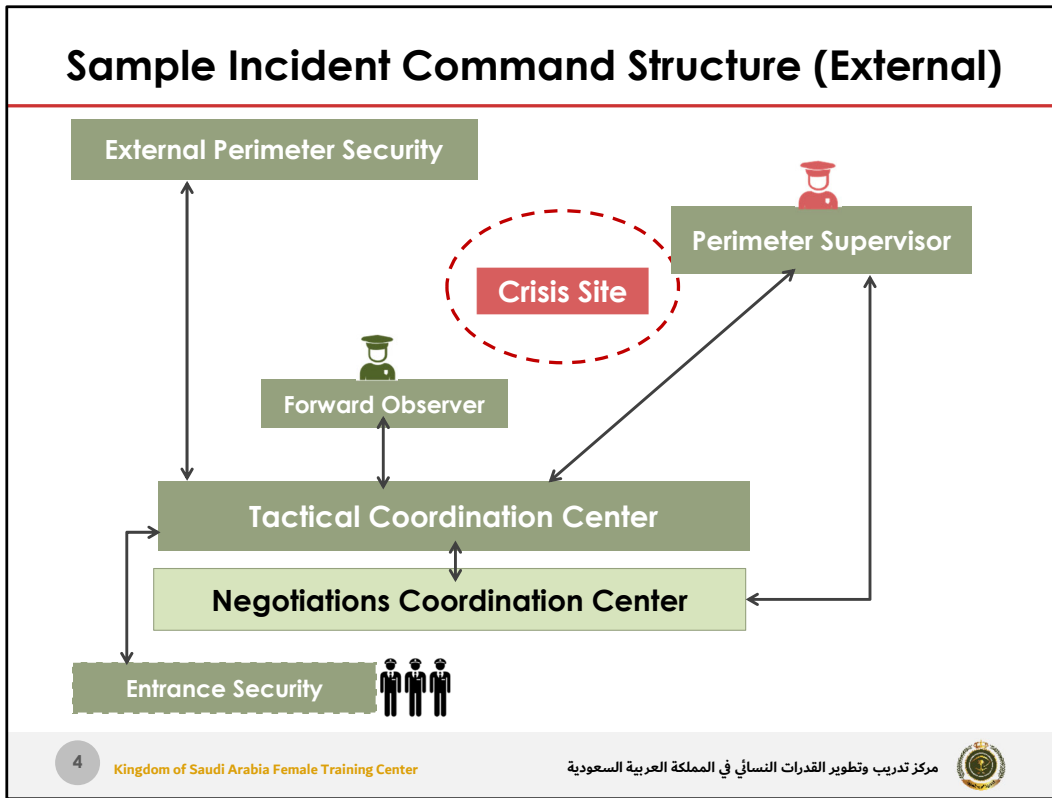 Sample Incident Command Structure (External)
External Perimeter Security
Perimeter Supervisor
Crisis Site
Forward Observer
Tactical Coordination Center
Negotiations Coordination Center
Entrance Security
4
Kingdom of Saudi Arabia Female Training Center
مركز تدريب وتطوير القدرات النسائي في المملكة العربية السعودية